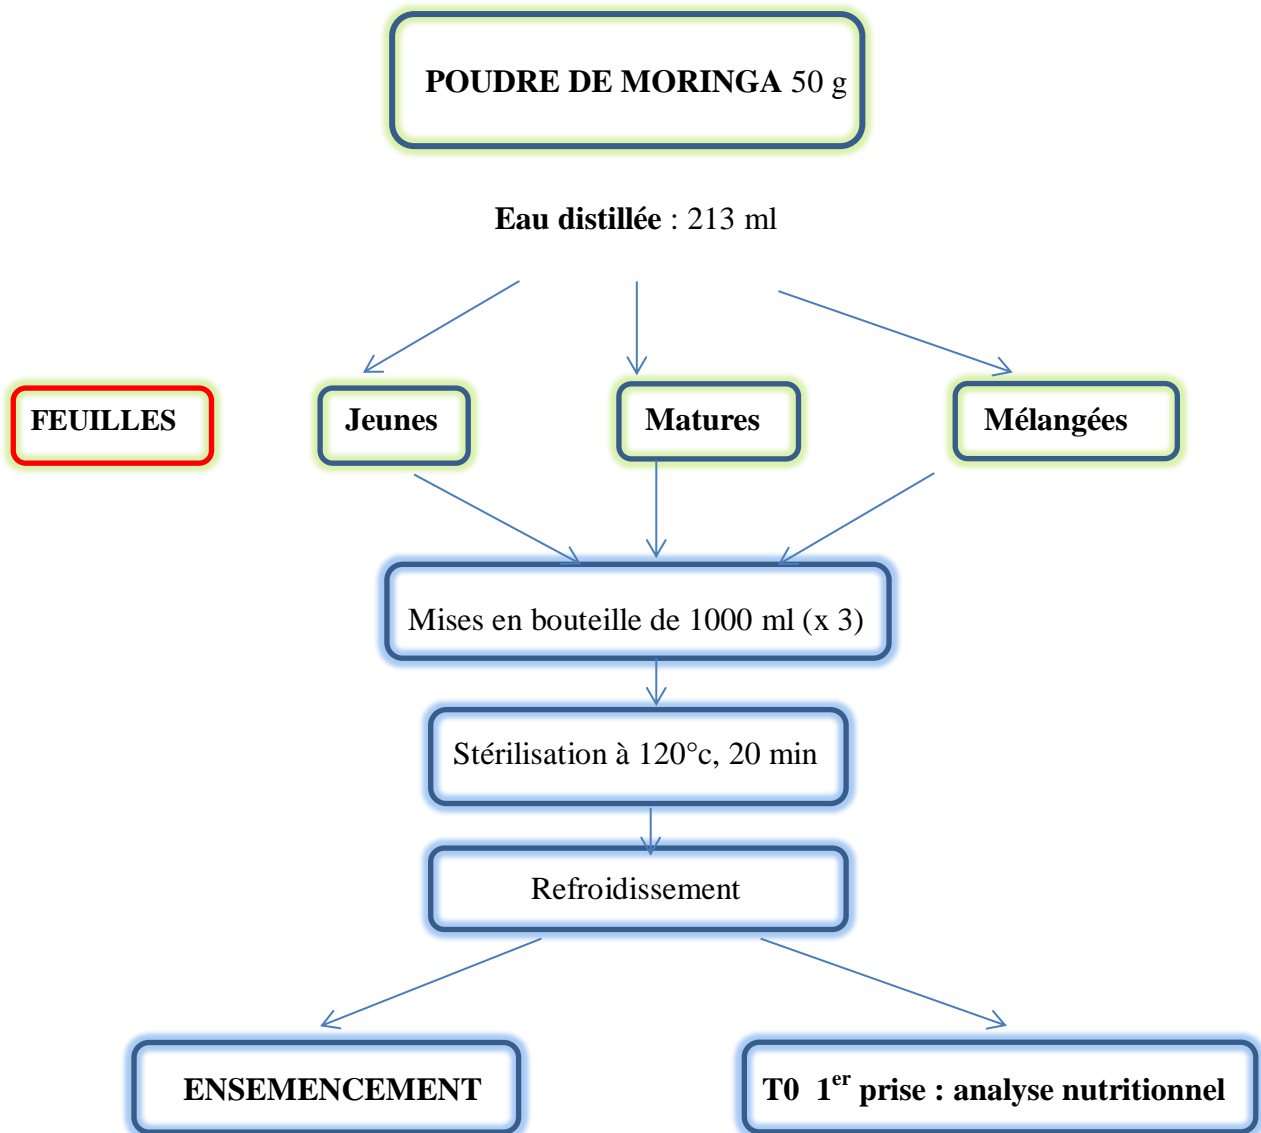 POUDRE DE MORINGA 50 g
Eau distillée : 213 ml
FEUILLES
Jeunes
Matures
Mélangées
Mises en bouteille de 1000 ml (x 3)
Stérilisation à 120°c, 20 min
Refroidissement
ENSEMENCEMENT
T0 1er prise : analyse nutritionnel